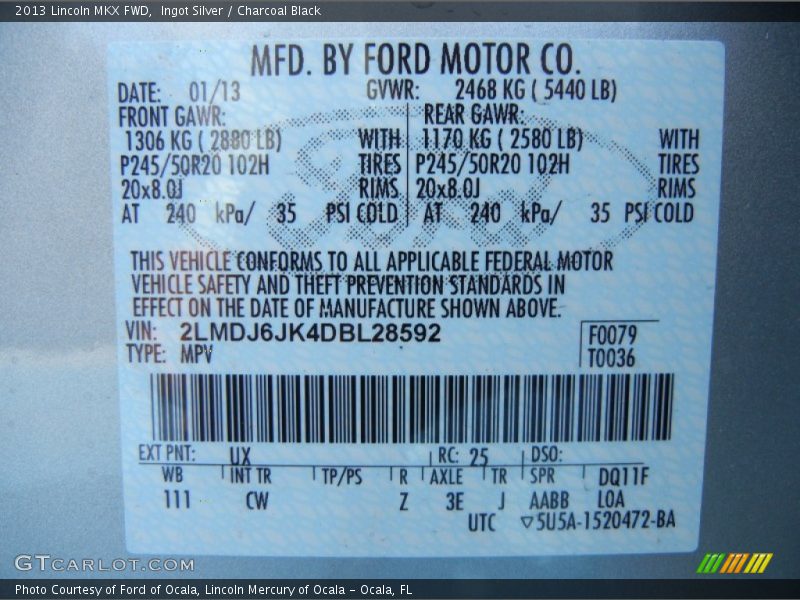 2013 Lincoln MKX FWD,  Ingot Silver / Charcoal Black
MFD. BY FORD MOTOR CO.
DATE: 01/13 GVWR: 2468 KG ( 5440 LB)
FRONT GAWR: REAR GAWR:
1306 KG ( 2880 LB) WITH 1170 KG ( 2580 LB) WITH
P245/50R20 102H TIRES P245/50R20 102H TIRES
20x8.0J RIMS 20x8.0J RIMS
AT 240 kPa/ 35 PSI COLD AT 240 kPa/ 35 PSI COLD
THIS VEHICLE CONFORMS TO ALL APPLICABLE FEDERAL MOTOR
VEHICLE SAFETY AND THEFT PREVENTION STANDARDS IN
EFFECT ON THE DATE OF MANUFACTURE SHOWN ABOVE.
VIN: 2LMDJ6JK4DBL28592 F0079
TYPE: MPV T0036
EXT PNT: UX RC: 25 DSO:
WB INT TR TP/PS R AXLE TR SPR DQ11F
111 CW Z 3E J AABB LOA
UTC ▽5U5A-1520472-BA
GTCARLOT.COM
Photo Courtesy of Ford of Ocala, Lincoln Mercury of Ocala – Ocala, FL